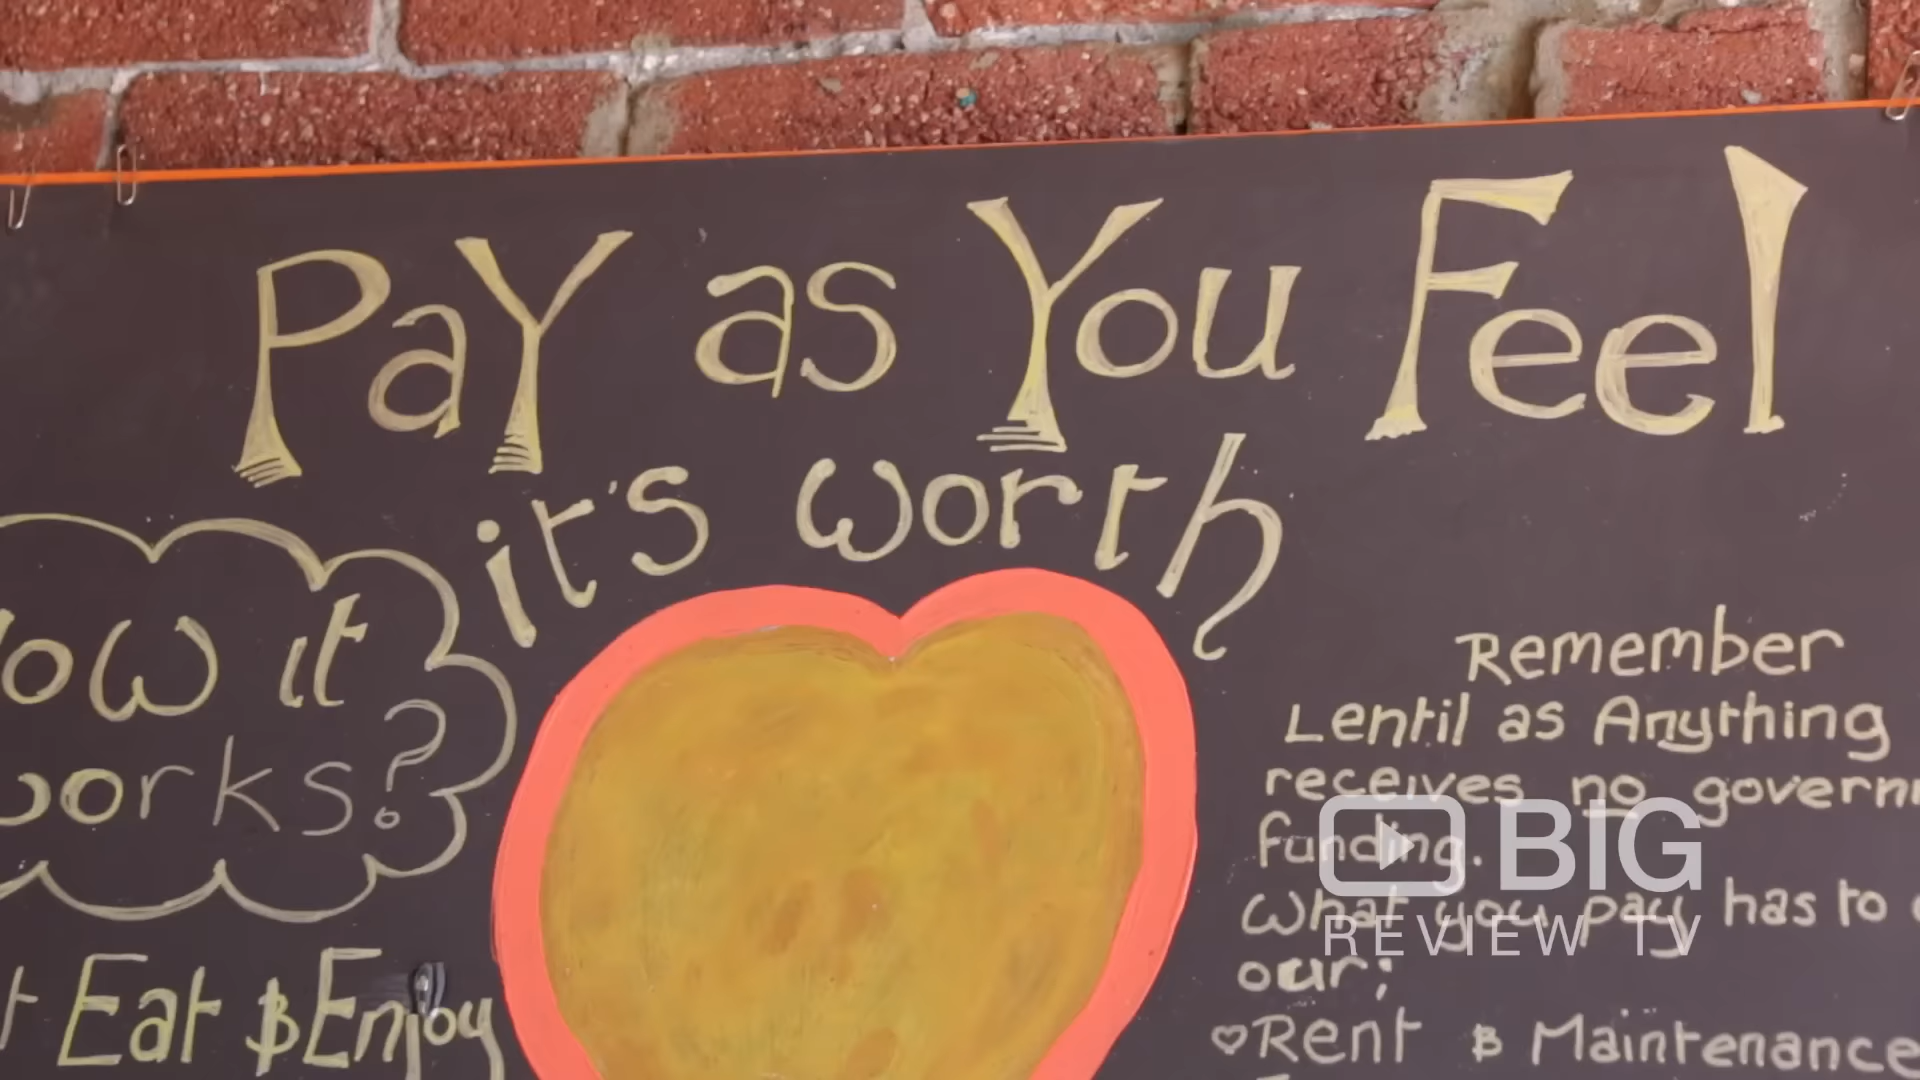 PaY as You Feel
it's worth
ow it
works?
t Eat & Enjoy
Remember
Lentil as Anything
receives no governm
funding.
What you pay has to c
our;
Rent & Maintenance
BIG
REVIEW TV